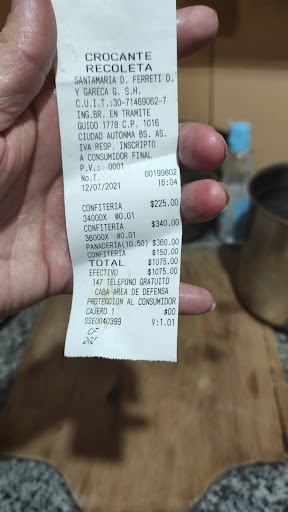 CROCANTE
RECOLETA
SANTAMARIA D. FERRETI D.
Y GARECA G. S.H.
C.U.I.T.:30-71469062-7
ING.BR. EN TRAMITE
GUIDO 1778 C.P. 1016
CIUDAD AUTONMA BS. AS.
IVA RESP. INSCRIPTO
A CONSUMIDOR FINAL
P.V.: 0001
No.T. 00199802
12/07/2021 16:04
CONFITERIA $225.00
34000X @0.01
CONFITERIA $340.00
36000X @0.01
PANADERIA(10.50) $360.00
CONFITERIA $150.00
TOTAL $1075.00
EFECTIVO $1075.00
147 TELEFONO GRATUITO
CABA AREA DE DEFENSA
PROTECCION AL CONSUMIDOR
CAJERO 1 #00
SSE0040399 V:1.01
CF
DGI